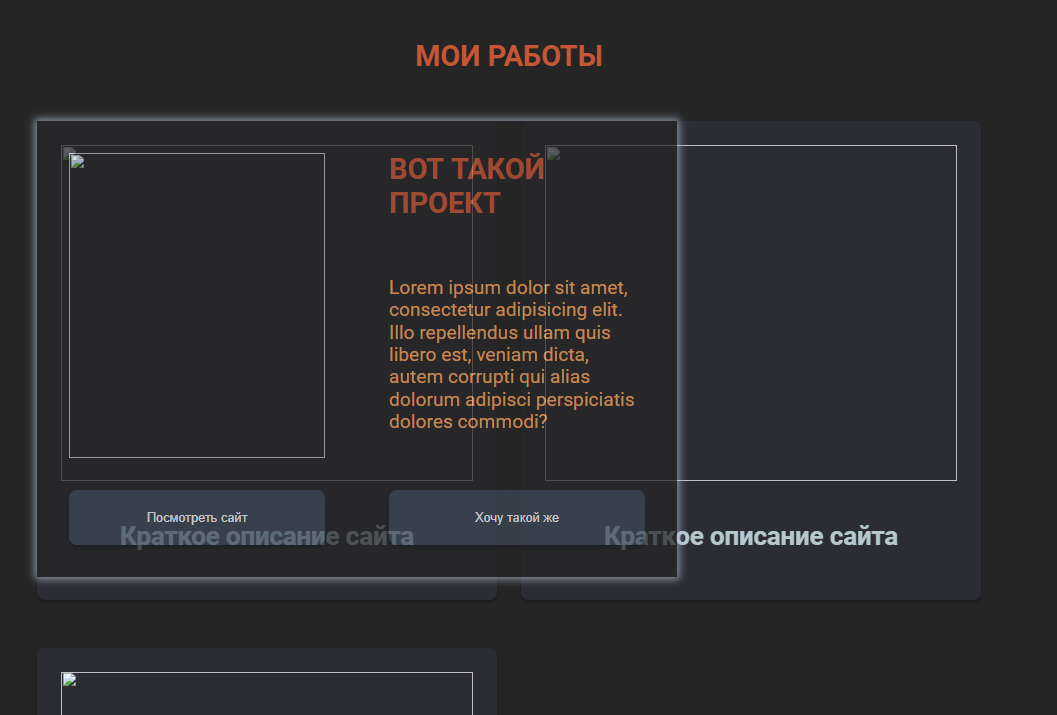 МОИ РАБОТЫ
ВОТ ТАКОЙ
ПРОЕКТ
Lorem ipsum dolor sit amet,
consectetur adipisicing elit.
Illo repellendus ullam quis
libero est, veniam dicta,
autem corrupti qui alias
dolorum adipisci perspiciatis
dolores commodi?
Посмотреть сайт
Хочу такой же
Краткое описание сайта
Краткое описание сайта